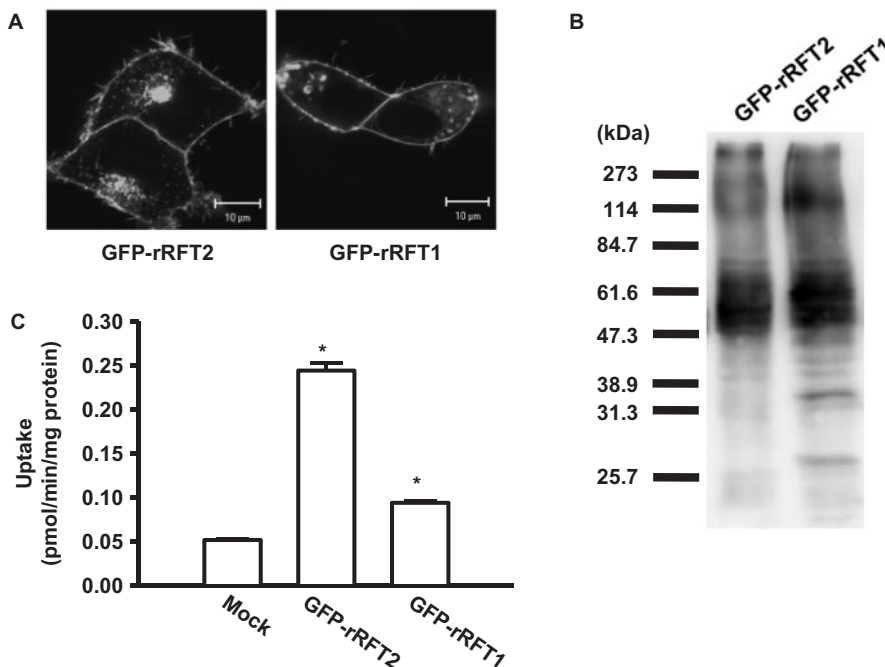 A
10 µm
10 µm
GFP-rRFT2
GFP-rRFT1
B
GFP-rRFT2
GFP-rRFT1
(kDa)
273
114
84.7
61.6
47.3
38.9
31.3
25.7
C
Uptake
(pmol/min/mg protein)
0.30
0.25
0.20
0.15
0.10
0.05
0.00
*
*
Mock
GFP-rRFT2
GFP-rRFT1